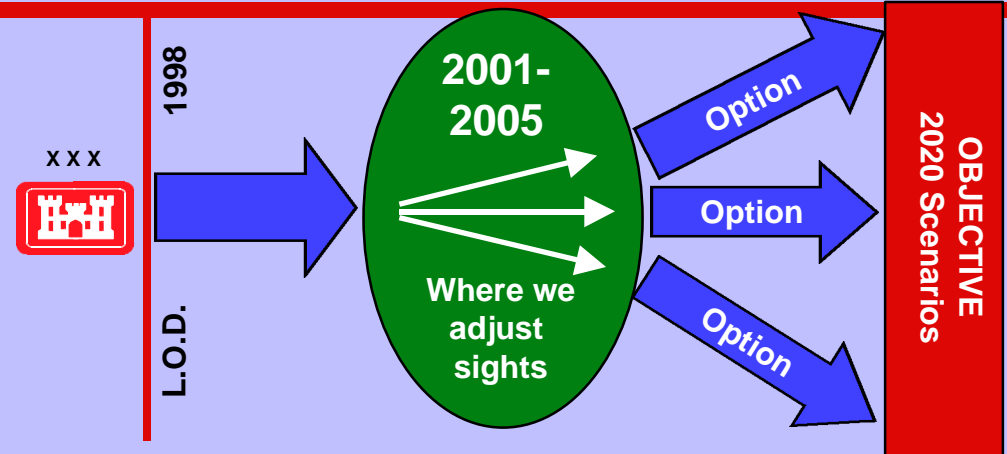 x x x
1998
L.O.D.
2001-
2005
Where we
adjust
sights
Option
Option
Option
OBJECTIVE
2020 Scenarios